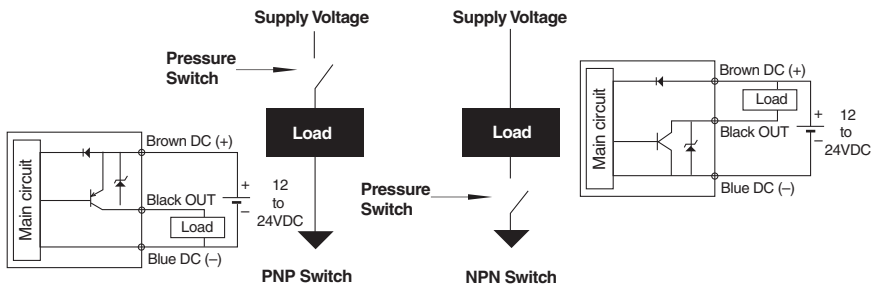 Supply Voltage
Pressure
Switch
Load
PNP Switch
Main circuit
Brown DC (+)
Black OUT
Load
Blue DC (–)
+
–
12
to
24VDC
Supply Voltage
Load
Pressure
Switch
NPN Switch
Main circuit
Brown DC (+)
Load
Black OUT
Blue DC (–)
+
–
12
to
24VDC